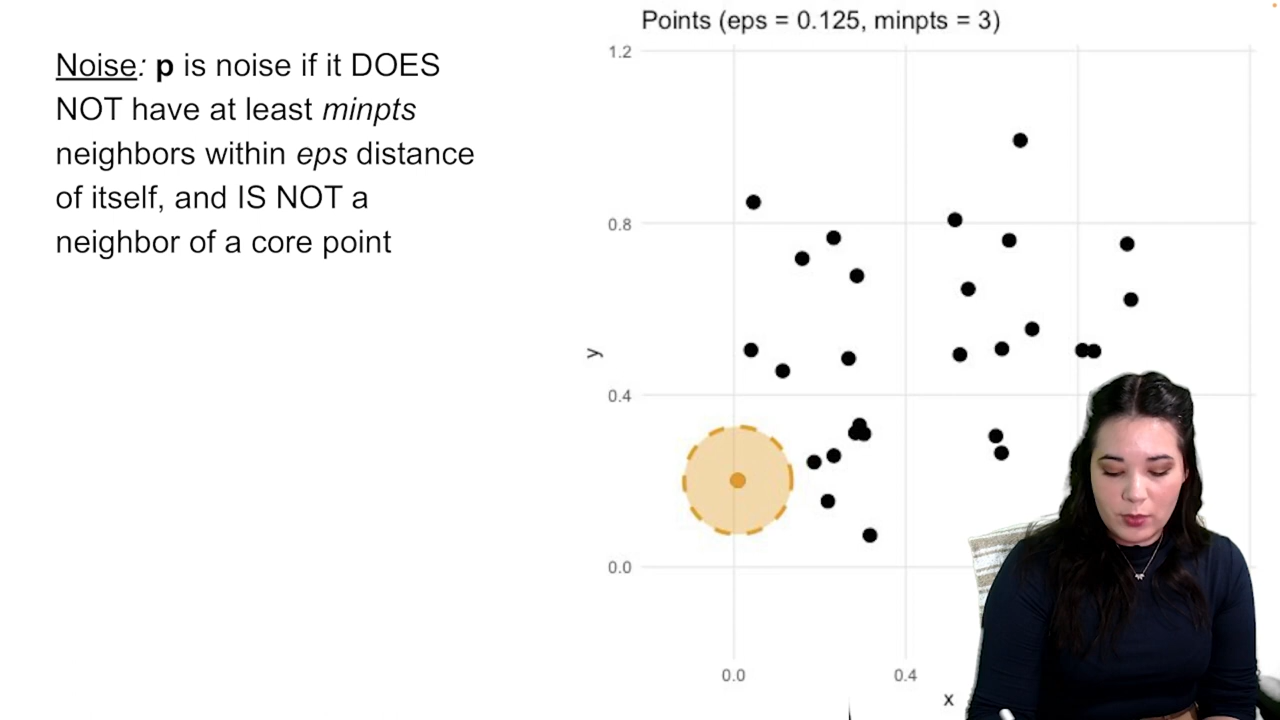 Noise: p is noise if it DOES
NOT have at least minpts
neighbors within eps distance
of itself, and IS NOT a
neighbor of a core point
Points (eps = 0.125, minpts = 3)
1.2
0.8
0.4
0.0
y
0.0
0.4
x